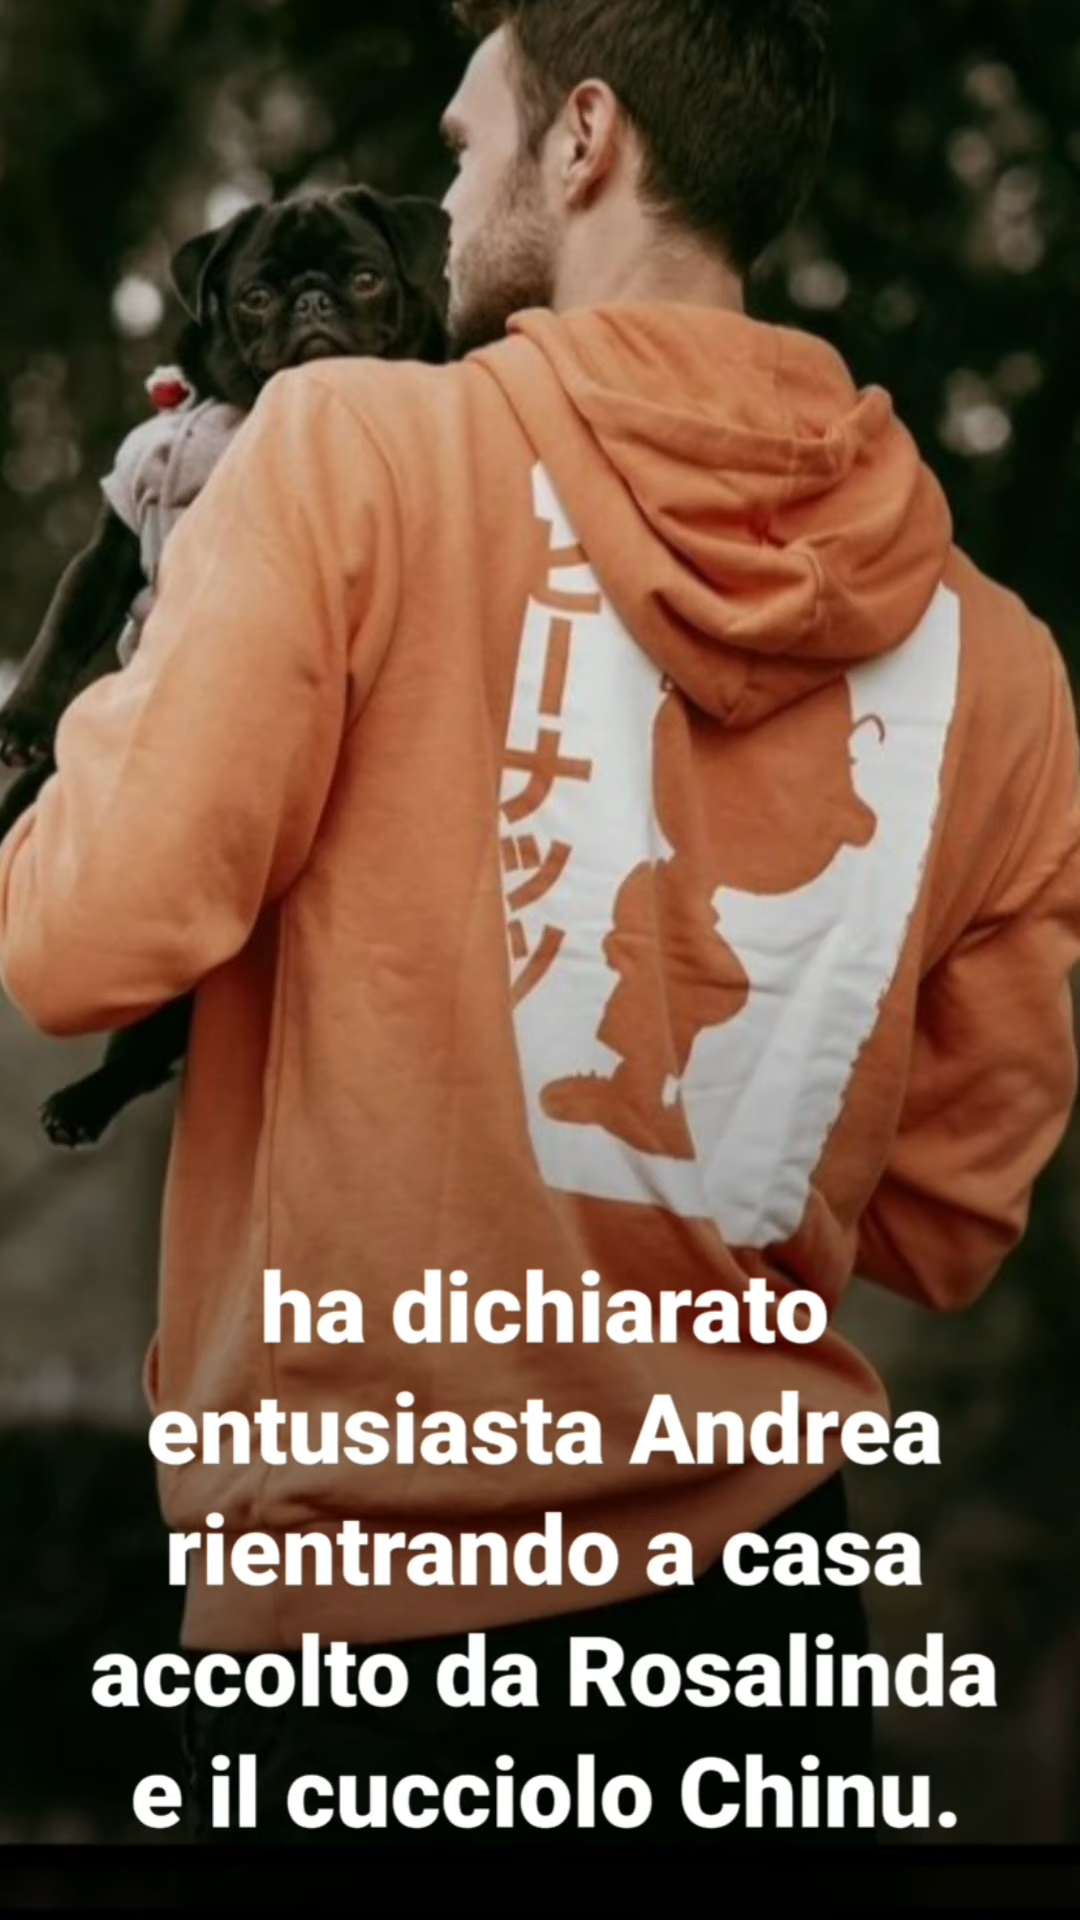 ピーナッツ
ha dichiarato
entusiasta Andrea
rientrando a casa
accolto da Rosalinda
e il cucciolo Chinu.